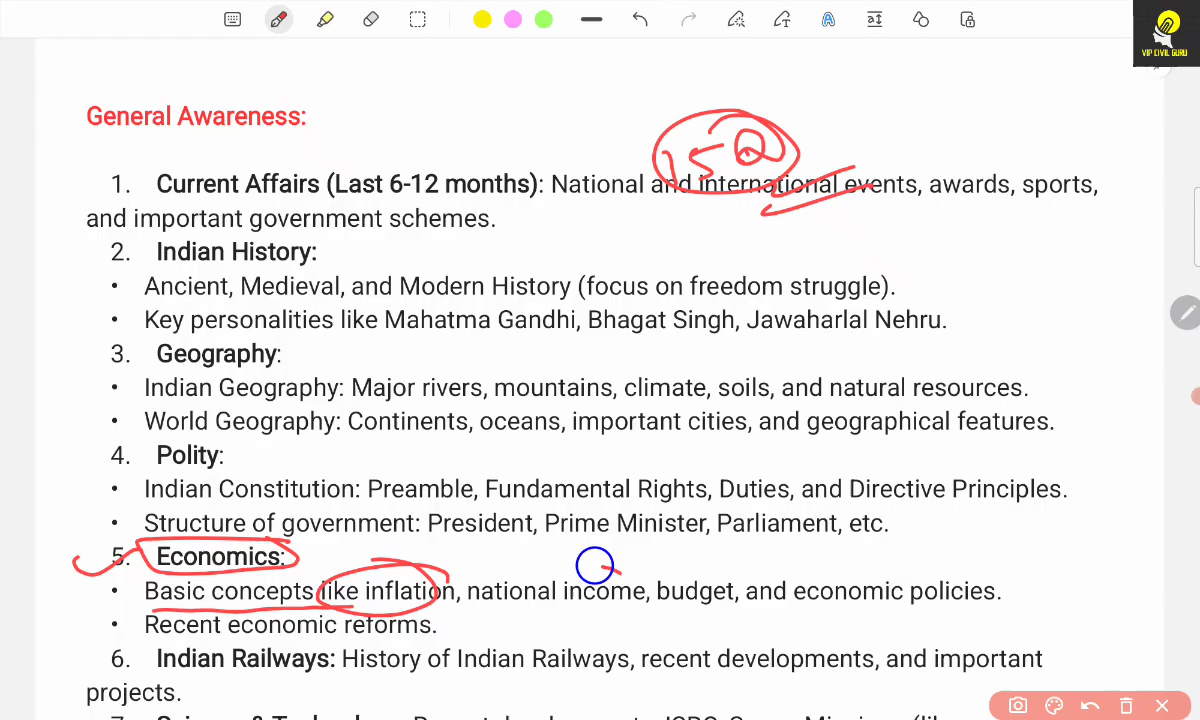 VIP CIVIL GURU
General Awareness:
15 Q
1. Current Affairs (Last 6-12 months): National and international events, awards, sports,
and important government schemes.
2. Indian History:
• Ancient, Medieval, and Modern History (focus on freedom struggle).
• Key personalities like Mahatma Gandhi, Bhagat Singh, Jawaharlal Nehru.
3. Geography:
• Indian Geography: Major rivers, mountains, climate, soils, and natural resources.
• World Geography: Continents, oceans, important cities, and geographical features.
4. Polity:
• Indian Constitution: Preamble, Fundamental Rights, Duties, and Directive Principles.
• Structure of government: President, Prime Minister, Parliament, etc.
5. Economics:
• Basic concepts like inflation, national income, budget, and economic policies.
• Recent economic reforms.
6. Indian Railways: History of Indian Railways, recent developments, and important
projects.